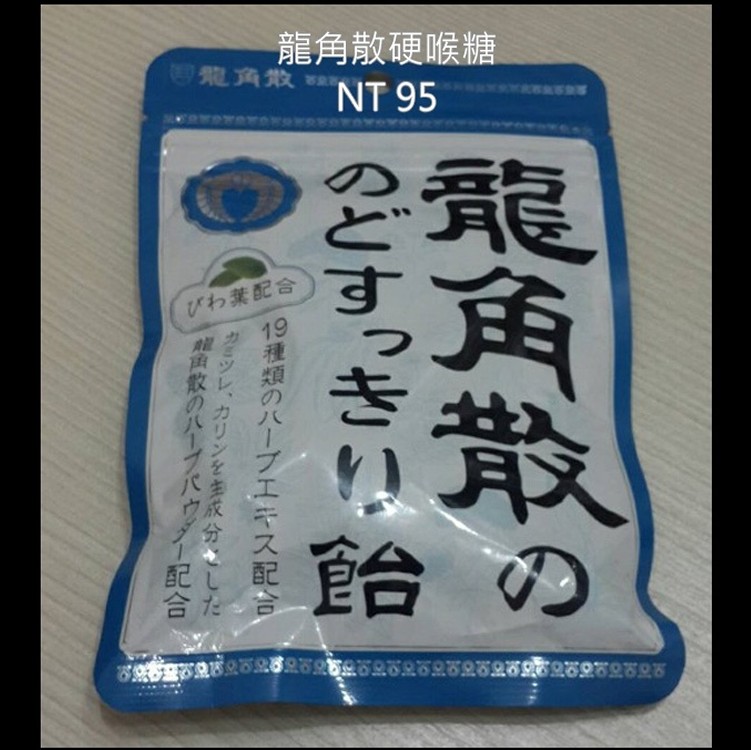 龍角散硬喉糖
NT 95
龍角散
龍角散の
のどすっきり飴
びわ葉配合
19種類のハーブエキス配合
カミツレ、カリンを主成分とした
龍角散のハーブパウダー配合